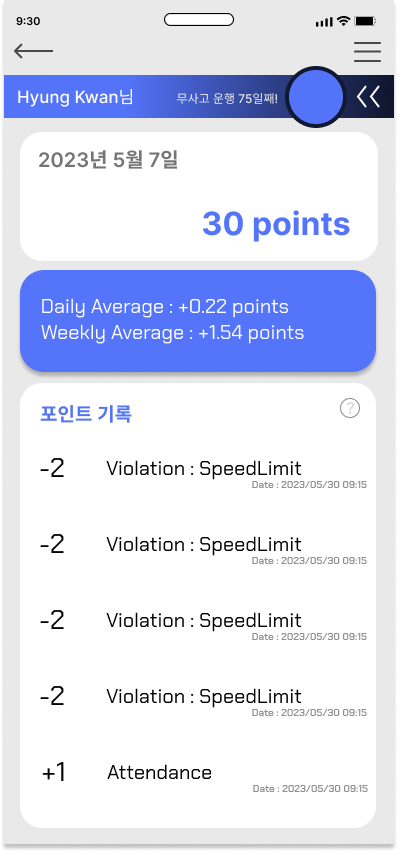 9:30
Hyung Kwan님
무사고 운행 75일째!
2023년 5월 7일
30 points
Daily Average : +0.22 points
Weekly Average : +1.54 points
포인트 기록
?
-2 Violation : SpeedLimit
Date : 2023/05/30 09:15
-2 Violation : SpeedLimit
Date : 2023/05/30 09:15
-2 Violation : SpeedLimit
Date : 2023/05/30 09:15
-2 Violation : SpeedLimit
Date : 2023/05/30 09:15
+1 Attendance
Date : 2023/05/30 09:15